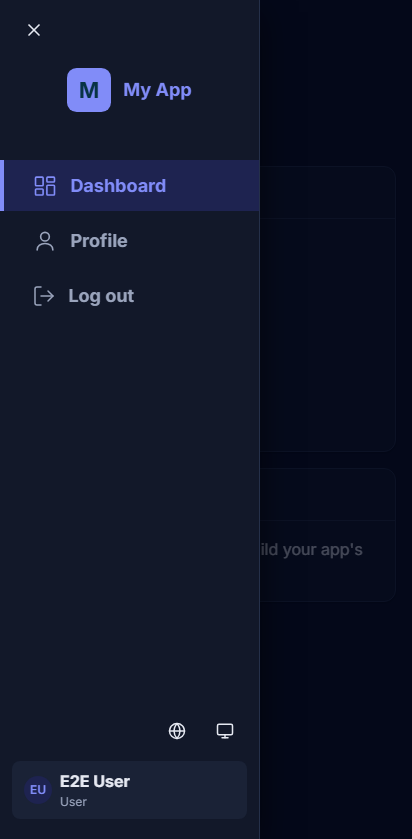 M My App
Dashboard
Profile
Log out
ild your app's
EU E2E User
User